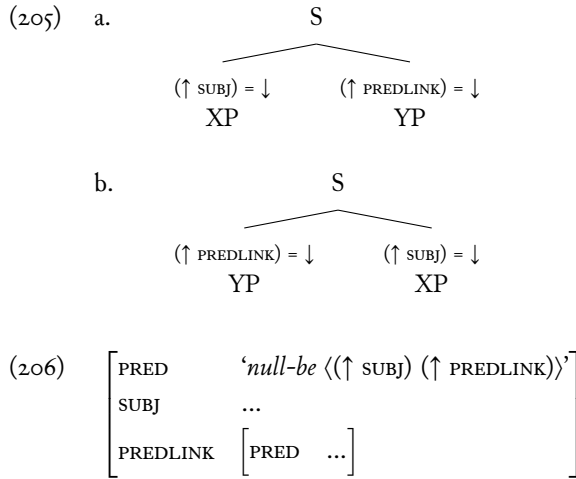 (205) a. S
(↑ SUBJ) = ↓ (↑ PREDLINK) = ↓
XP YP
b. S
(↑ PREDLINK) = ↓ (↑ SUBJ) = ↓
YP XP
(206) [PRED ‘null-be ⟨(↑ SUBJ) (↑ PREDLINK)⟩’
SUBJ ...
PREDLINK [PRED ...]]